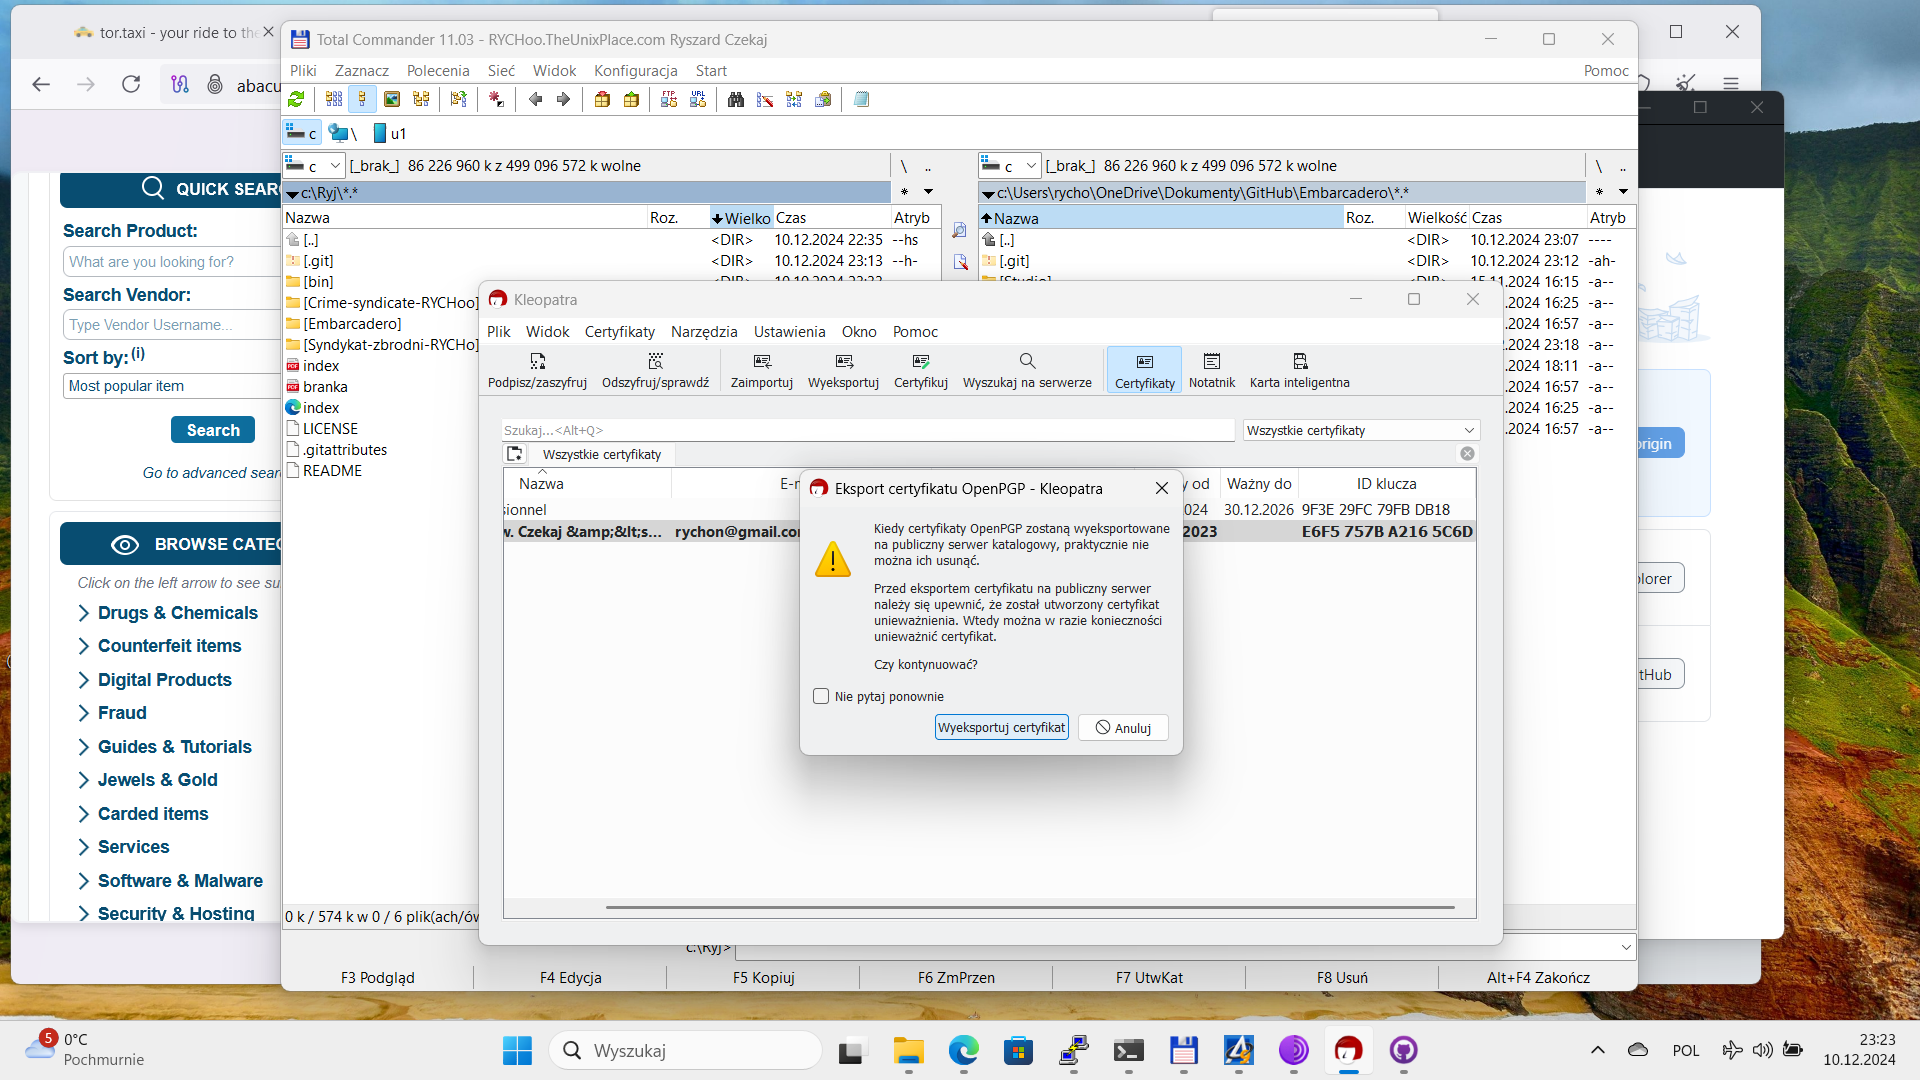 tor.taxi - your ride to the
abacu
QUICK SEAR
Search Product:
What are you looking for?
Search Vendor:
Type Vendor Username...
Sort by: (i)
Most popular item
Search
Go to advanced sear
BROWSE CATEG
Click on the left arrow to see su
Drugs & Chemicals
Counterfeit items
Digital Products
Fraud
Guides & Tutorials
Jewels & Gold
Carded items
Services
Software & Malware
Security & Hosting
Total Commander 11.03 - RYCHoo.TheUnixPlace.com Ryszard Czekaj
Pliki Zaznacz Polecenia Sieć Widok Konfiguracja Start Pomoc
FTP URL
c \ u1
c [_brak_] 86 226 960 k z 499 096 572 k wolne \ ..
c [_brak_] 86 226 960 k z 499 096 572 k wolne \ ..
c:\Ryj\*.* *
c:\Users\rycho\OneDrive\Dokumenty\GitHub\Embarcadero\*.* *
Nazwa Roz. Wielko Czas Atryb
[..] <DIR> 10.12.2024 22:35 --hs
[.git] <DIR> 10.12.2024 23:13 --h-
[bin]
[Crime-syndicate-RYCHoo]
[Embarcadero]
[Syndykat-zbrodni-RYCHo]
index
branka
index
LICENSE
.gitattributes
README
0 k / 574 k w 0 / 6 plik(ach/ów
Nazwa Roz. Wielkość Czas Atryb
[..] <DIR> 10.12.2024 23:07 ----
[.git] <DIR> 10.12.2024 23:12 -ah-
[Studio] <DIR> 15.11.2024 16:15 -a--
.2024 16:25 -a--
.2024 16:57 -a--
.2024 23:18 -a--
.2024 18:11 -a--
.2024 16:57 -a--
.2024 16:25 -a--
.2024 16:57 -a--
c:\Ryj>
F3 Podgląd F4 Edycja F5 Kopiuj F6 ZmPrzen F7 UtwKat F8 Usuń Alt+F4 Zakończ
Kleopatra
Plik Widok Certyfikaty Narzędzia Ustawienia Okno Pomoc
Podpisz/zaszyfruj Odszyfruj/sprawdź Zaimportuj Wyeksportuj Certyfikuj Wyszukaj na serwerze Certyfikaty Notatnik Karta inteligentna
Szukaj...<Alt+Q> Wszystkie certyfikaty
Wszystkie certyfikaty
Nazwa E-m y od Ważny do ID klucza
sionnel 024 30.12.2026 9F3E 29FC 79FB DB18
w. Czekaj &amp;&lt;s... rychon@gmail.co 2023 E6F5 757B A216 5C6D
Eksport certyfikatu OpenPGP - Kleopatra
Kiedy certyfikaty OpenPGP zostaną wyeksportowane
na publiczny serwer katalogowy, praktycznie nie
można ich usunąć.
Przed eksportem certyfikatu na publiczny serwer
należy się upewnić, że został utworzony certyfikat
unieważnienia. Wtedy można w razie konieczności
unieważnić certyfikat.
Czy kontynuować?
Nie pytaj ponownie
Wyeksportuj certyfikat Anuluj
origin
plorer
tHub
5
0°C
Pochmurnie
Wyszukaj
POL
23:23
10.12.2024